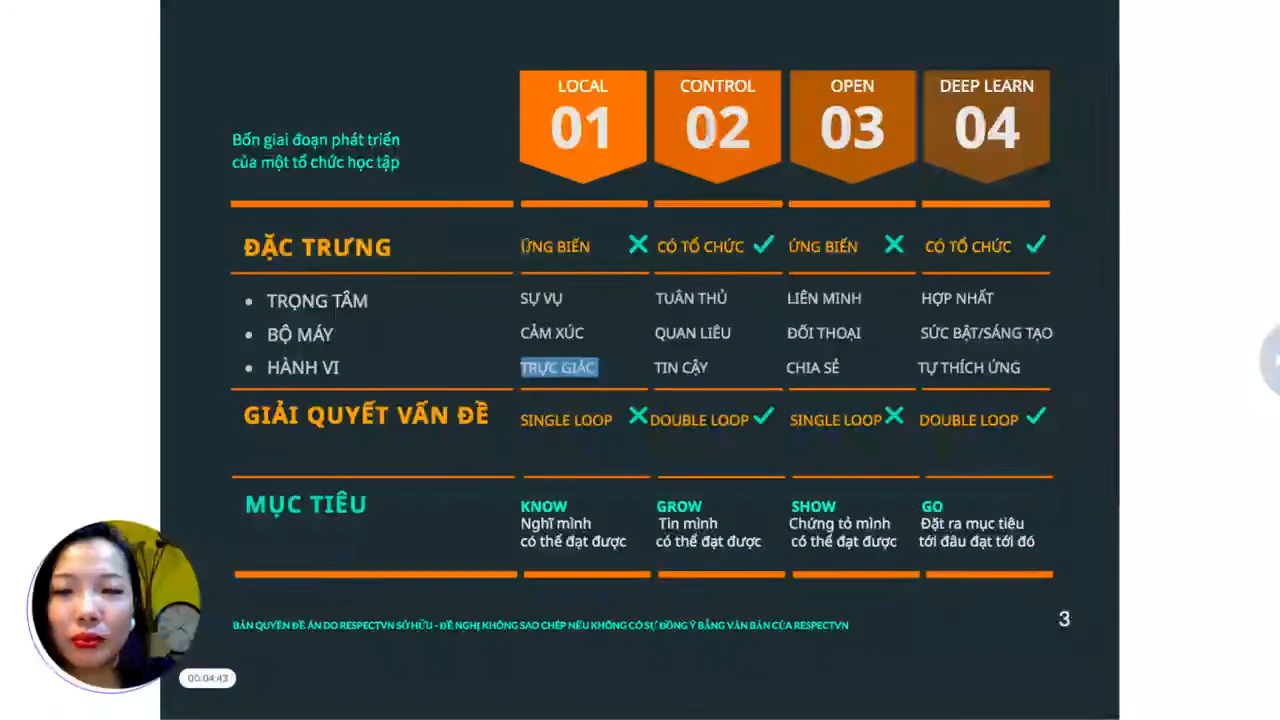 LOCAL CONTROL OPEN DEEP LEARN
01 02 03 04
Bốn giai đoạn phát triển
của một tổ chức học tập
ĐẶC TRƯNG ỨNG BIẾN CÓ TỔ CHỨC ỨNG BIẾN CÓ TỔ CHỨC
TRỌNG TÂM SỰ VỤ TUÂN THỦ LIÊN MINH HỢP NHẤT
BỘ MÁY CẢM XÚC QUAN LIÊU ĐỐI THOẠI SỨC BẬT/SÁNG TẠO
HÀNH VI TRỰC GIÁC TIN CẬY CHIA SẺ TỰ THÍCH ỨNG
GIẢI QUYẾT VẤN ĐỀ SINGLE LOOP DOUBLE LOOP SINGLE LOOP DOUBLE LOOP
MỤC TIÊU KNOW GROW SHOW GO
Nghĩ mình Tin mình Chứng tỏ mình Đặt ra mục tiêu
có thể đạt được có thể đạt được có thể đạt được tới đâu đạt tới đó
BẢN QUYỀN ĐỀ ÁN DO RESPECTVN SỞ HỮU - ĐỀ NGHỊ KHÔNG SAO CHÉP NẾU KHÔNG CÓ SỰ ĐỒNG Ý BẰNG VĂN BẢN CỦA RESPECTVN
3
00:04:43